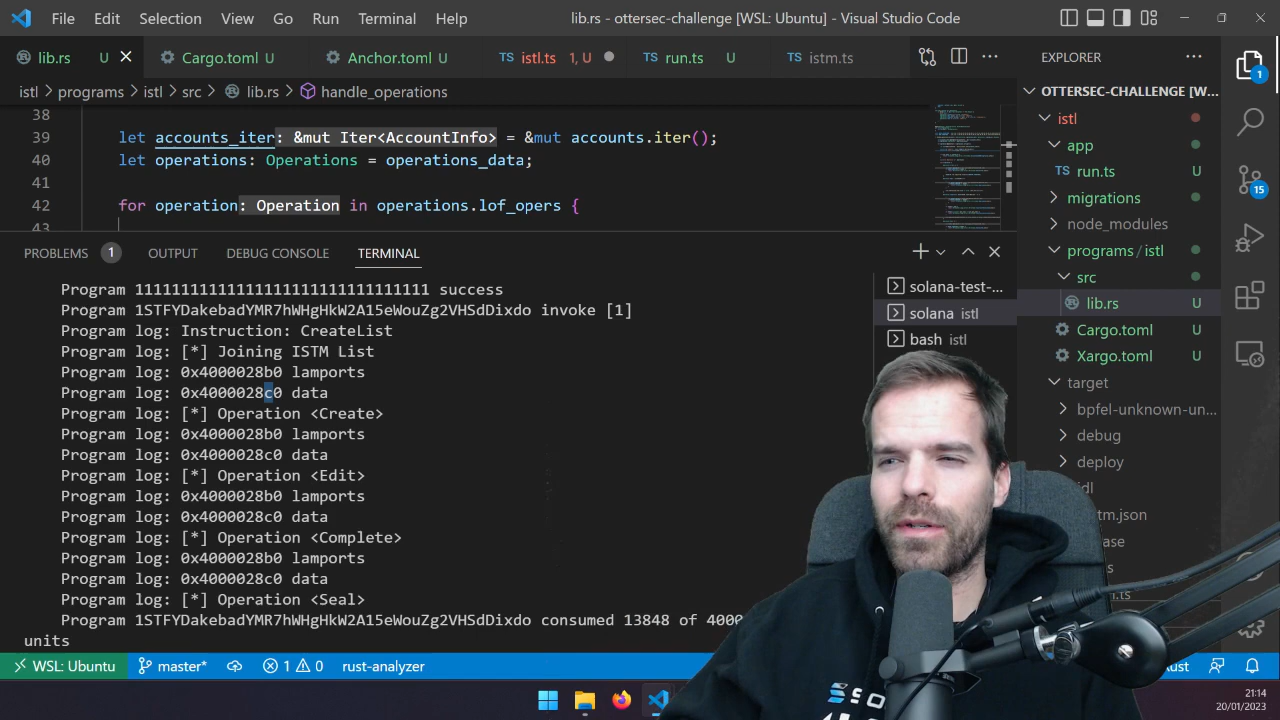 File Edit Selection View Go Run Terminal Help lib.rs - ottersec-challenge [WSL: Ubuntu] - Visual Studio Code
lib.rs U Cargo.toml U Anchor.toml U TS istl.ts 1, U TS run.ts U TS istm.ts
istl > programs > istl > src > lib.rs > handle_operations
38
39 let accounts_iter: &mut Iter<AccountInfo> = &mut accounts.iter();
40 let operations: Operations = operations_data;
41
42 for operation: Operation in operations.lof_opers {
43
PROBLEMS 1 OUTPUT DEBUG CONSOLE TERMINAL
Program 11111111111111111111111111111111 success
Program 1STFYDakebadYMR7hWHgHkW2A15eWouZg2VHSdDixdo invoke [1]
Program log: Instruction: CreateList
Program log: [*] Joining ISTM List
Program log: 0x4000028b0 lamports
Program log: 0x4000028c0 data
Program log: [*] Operation <Create>
Program log: 0x4000028b0 lamports
Program log: 0x4000028c0 data
Program log: [*] Operation <Edit>
Program log: 0x4000028b0 lamports
Program log: 0x4000028c0 data
Program log: [*] Operation <Complete>
Program log: 0x4000028b0 lamports
Program log: 0x4000028c0 data
Program log: [*] Operation <Seal>
Program 1STFYDakebadYMR7hWHgHkW2A15eWouZg2VHSdDixdo consumed 13848 of 4000
units
solana-test-...
solana istl
bash istl
EXPLORER
OTTERSEC-CHALLENGE [W...
istl
app
TS run.ts U
migrations
node_modules
programs / istl
src
lib.rs U
Cargo.toml U
Xargo.toml U
target
bpfel-unknown-un...
debug
deploy
idl
1
15
WSL: Ubuntu master* 1 0 rust-analyzer
21:14
20/01/2023